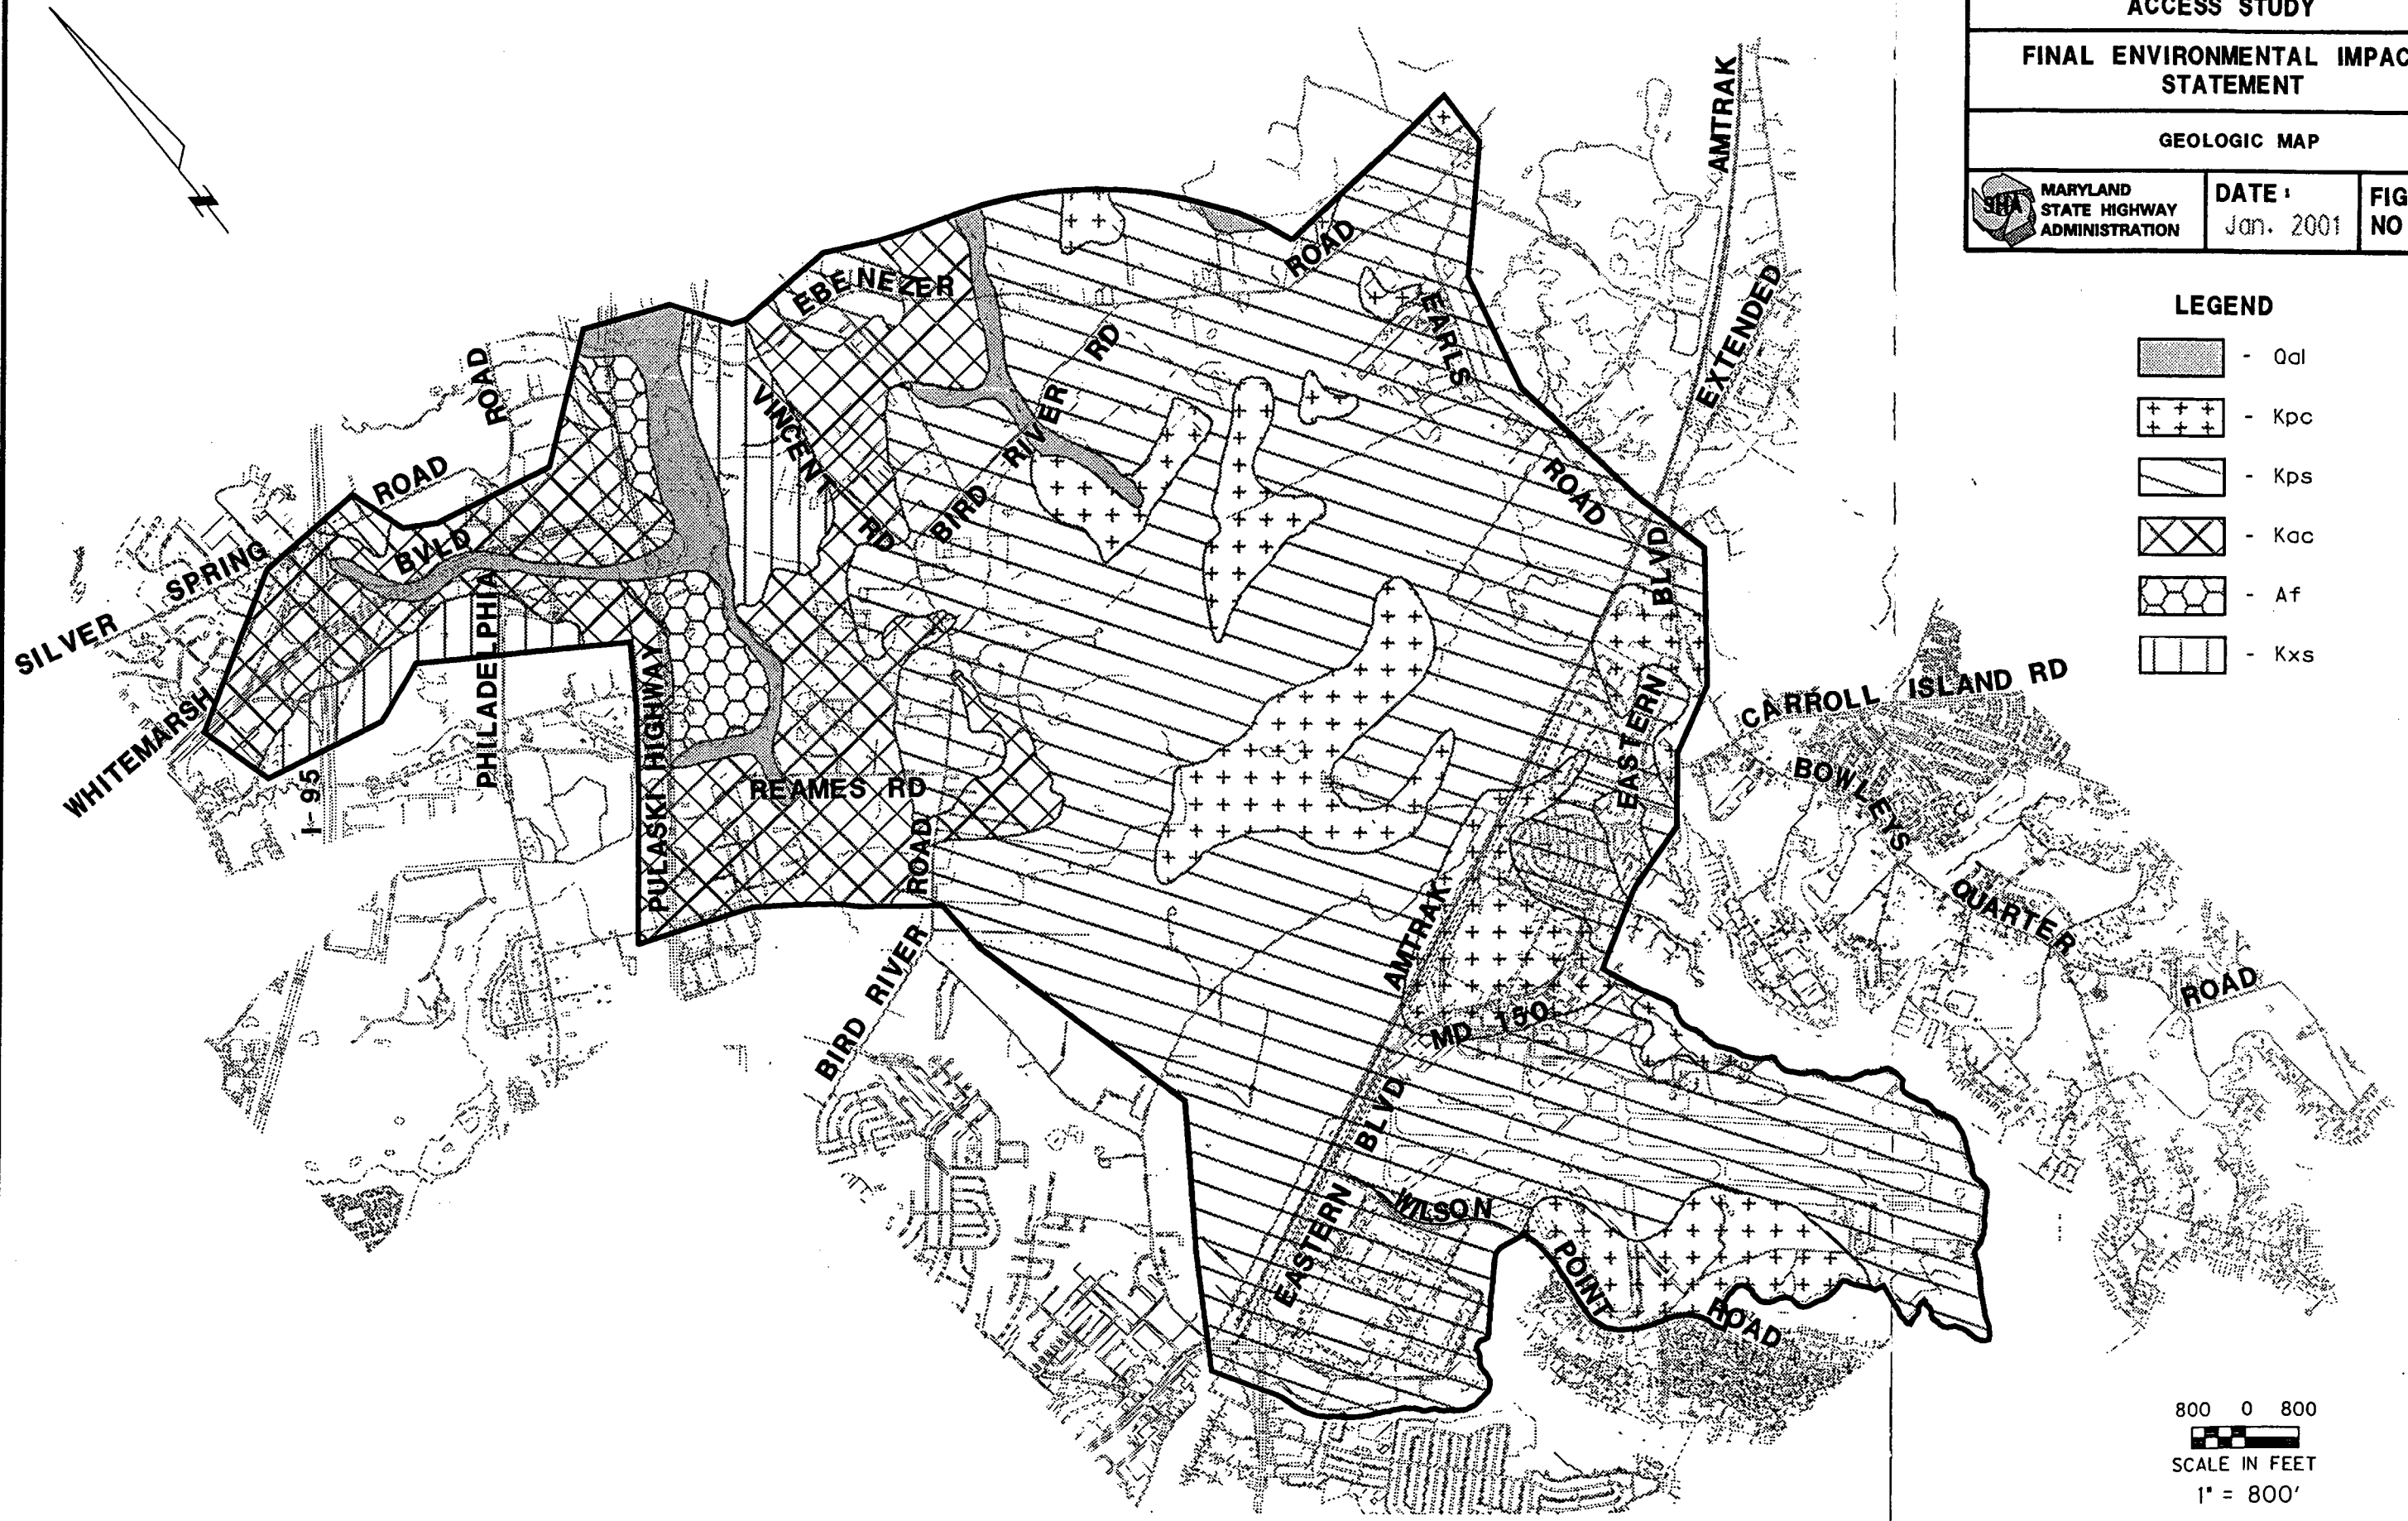 ACCESS STUDY
FINAL ENVIRONMENTAL IMPAC
STATEMENT
GEOLOGIC MAP
SHA
MARYLAND
STATE HIGHWAY
ADMINISTRATION
DATE:
Jan. 2001
FIG
NO
LEGEND
- Qal
- Kpc
- Kps
- Kac
- Af
- Kxs
N
AMTRAK
EXTENDED
ROAD
EBENEZER
EARLS
ROAD
ROAD
ROAD
VINCENT RD
BIRD RIVER RD
SILVER SPRING
WHITEMARSH
BVLD
PHILADELPHIA
I-95
PULASKI HIGHWAY
REAMES RD
ROAD
BIRD RIVER
BLVD
EASTERN
AMTRAK
MD 150
BLVD
EASTERN
WILSON
POINT
ROAD
CARROLL ISLAND RD
BOWLEYS
QUARTER
ROAD
800 0 800
SCALE IN FEET
1" = 800'